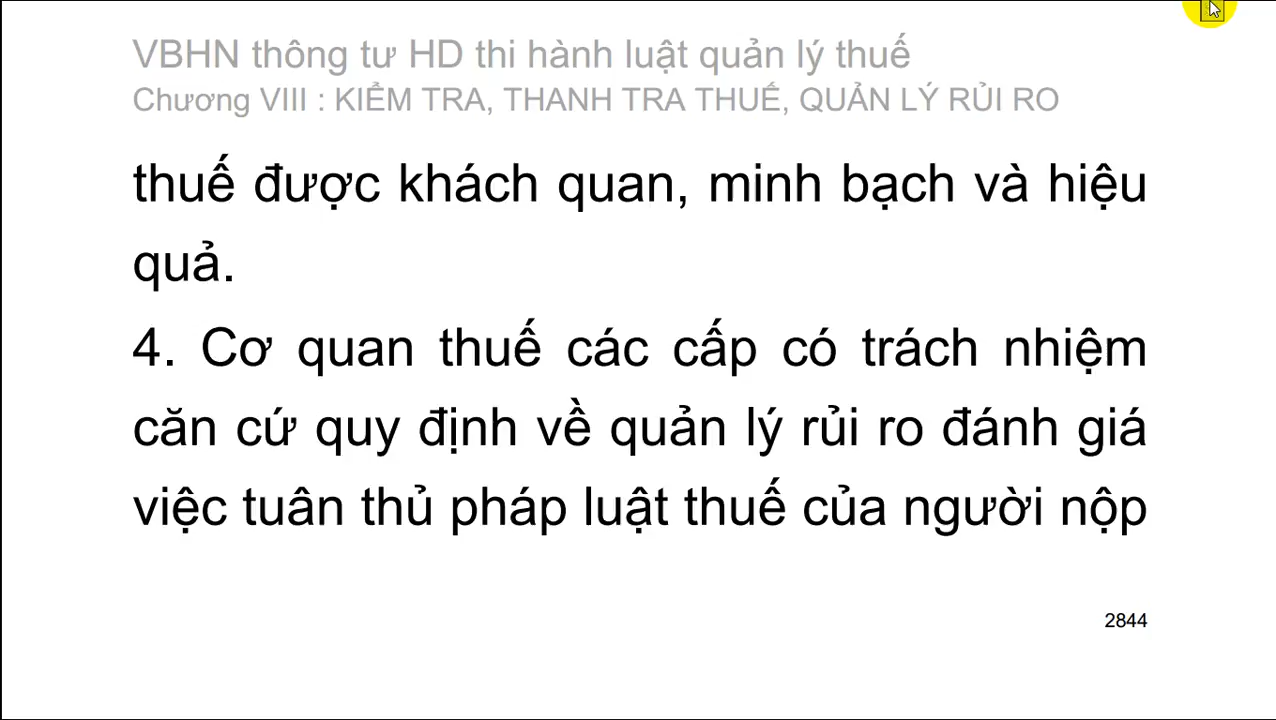 VBHN thông tư HD thi hành luật quản lý thuế
Chương VIII : KIỂM TRA, THANH TRA THUẾ, QUẢN LÝ RỦI RO
thuế được khách quan, minh bạch và hiệu
quả.
4. Cơ quan thuế các cấp có trách nhiệm
căn cứ quy định về quản lý rủi ro đánh giá
việc tuân thủ pháp luật thuế của người nộp
2844